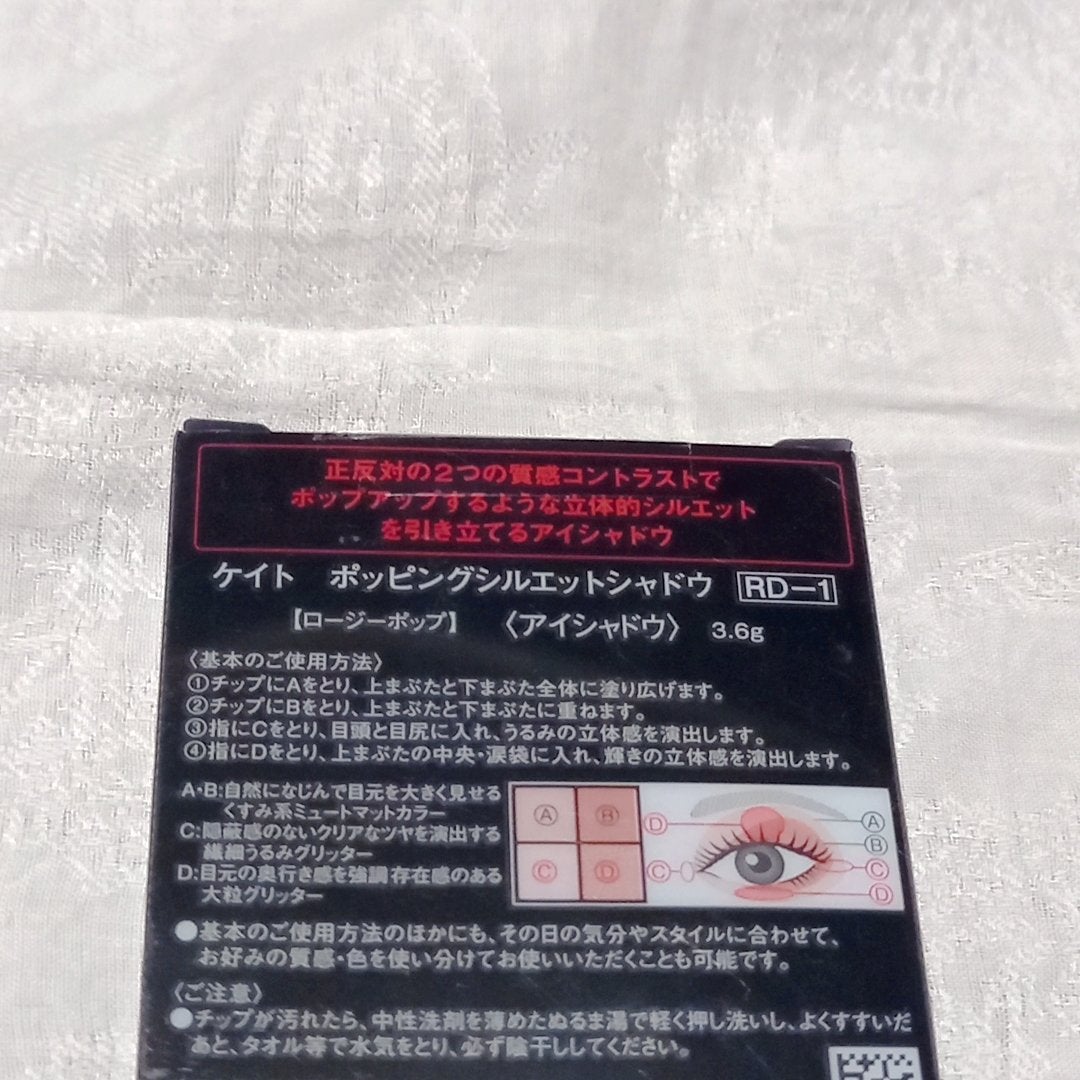 正反対の2つの質感コントラストで
ポップアップするような立体的シルエット
を引き立てるアイシャドウ
ケイト ポッピングシルエットシャドウ RD-1
【ロージーポップ】 〈アイシャドウ〉 3.6g
〈基本のご使用方法〉
①チップにAをとり、上まぶたと下まぶた全体に塗り広げます。
②チップにBをとり、上まぶたと下まぶたに重ねます。
③指にCをとり、目頭と目尻に入れ、うるみの立体感を演出します。
④指にDをとり、上まぶたの中央・涙袋に入れ、輝きの立体感を演出します。
A・B:自然になじんで目元を大きく見せる
くすみ系ミュートマットカラー
C:隠蔽感のないクリアなツヤを演出する
繊細うるみグリッター
D:目元の奥行き感を強調 存在感のある
大粒グリッター
A B
C D
D A
B
C C
D
●基本のご使用方法のほかにも、その日の気分やスタイルに合わせて、
お好みの質感・色を使い分けてお使いいただくことも可能です。
〈ご注意〉
●チップが汚れたら、中性洗剤を薄めたぬるま湯で軽く押し洗いし、よくすすいだ
あと、タオル等で水気をとり、必ず陰干ししてください。